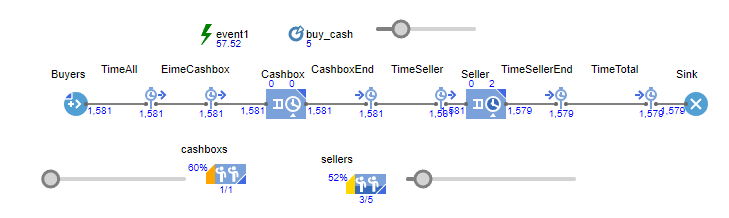 event1
57.52
buy_cash
5
Buyers
TimeAll
EimeCashbox
Cashbox
CashboxEnd
TimeSeller
Seller
TimeSellerEnd
TimeTotal
Sink
0 0
0 2
1,581
1,581
1,581
1,581
1,581
1,581
1,581
1,581
1,579
1,579
1,579
1,579
cashboxs
60%
1/1
sellers
52%
3/5